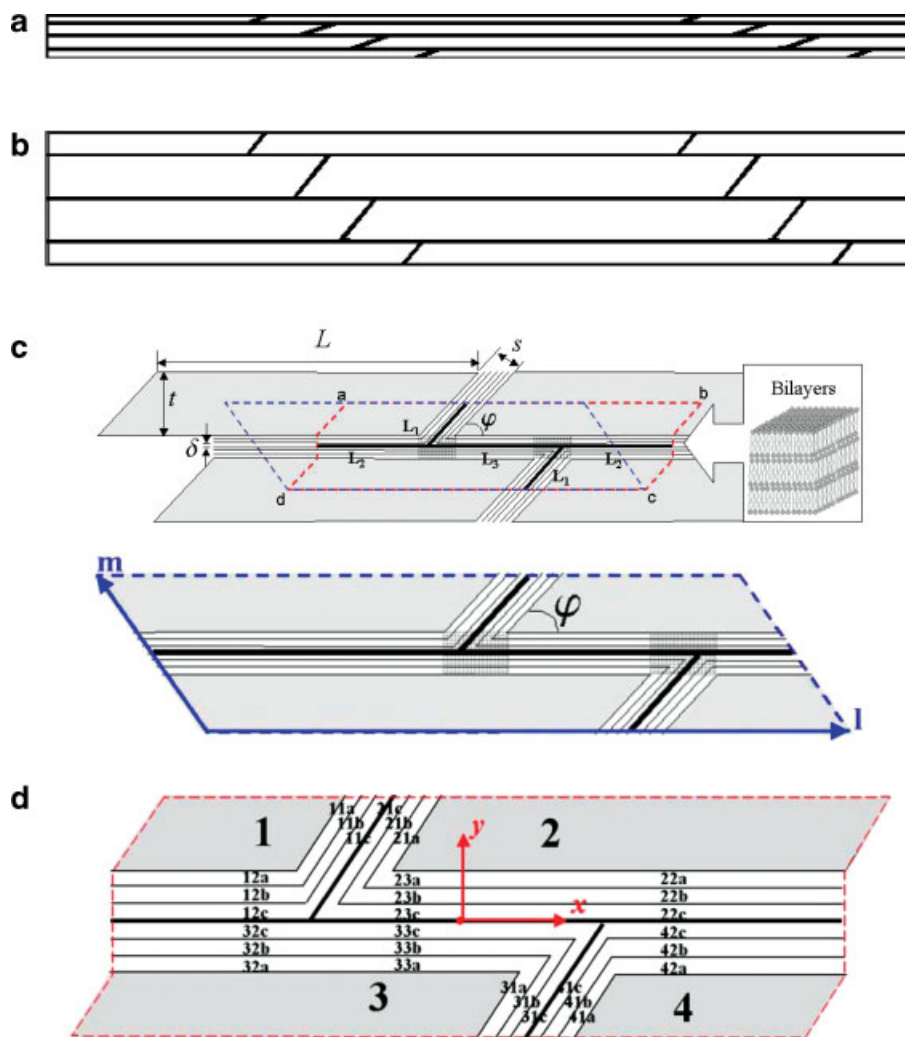 a
b
c
L
s
t
a
b
Bilayers
L1
φ
δ
L2
L3
L2
L1
d
c
m
φ
l
d
11a
21c
11b
21b
11c
21a
1
y
2
12a
23a
22a
12b
23b
22b
12c
23c
x
22c
32c
33c
42c
32b
33b
42b
32a
33a
42a
31a
41c
31b
41b
31c
41a
3
4